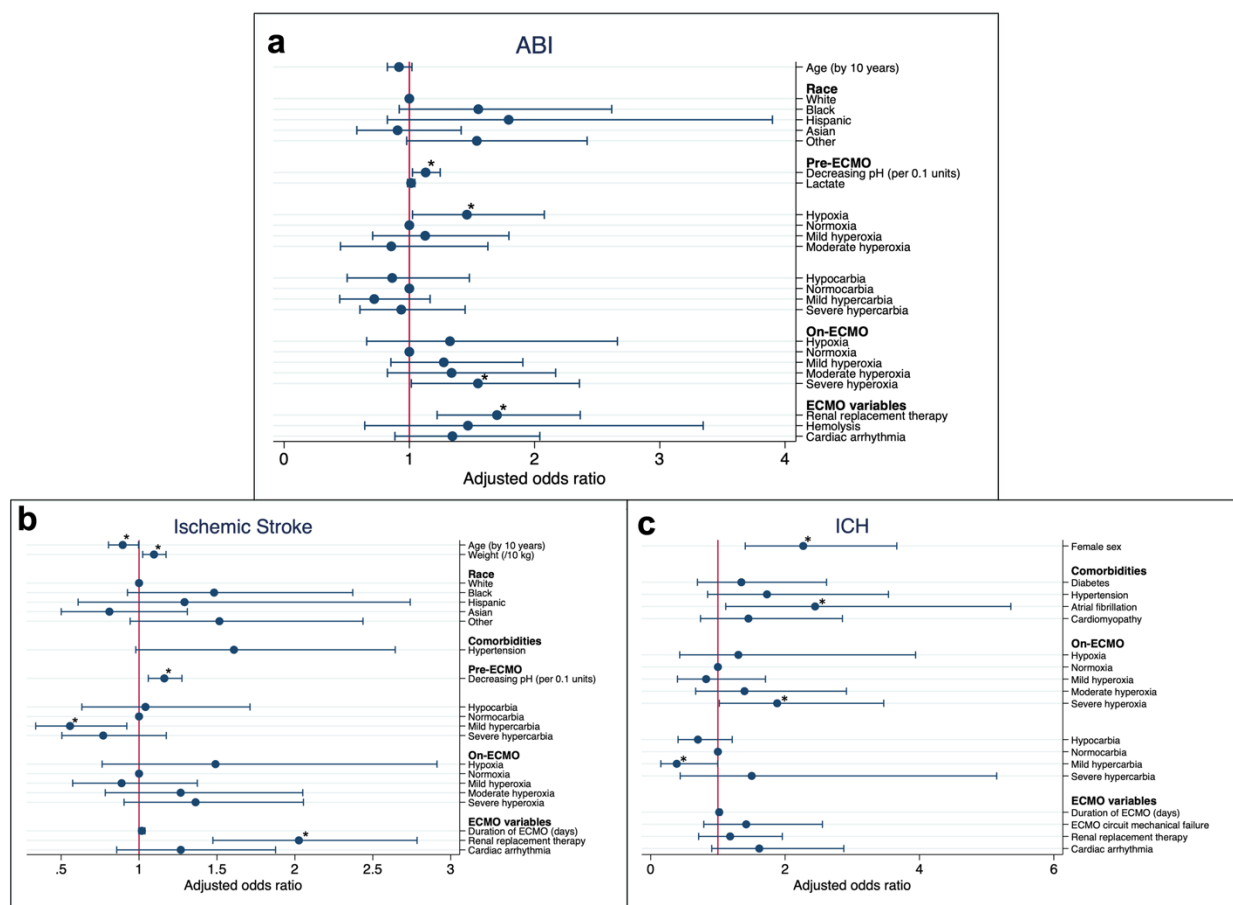 a
ABI
Age (by 10 years)
Race
White
Black
Hispanic
Asian
Other
Pre-ECMO
*
Decreasing pH (per 0.1 units)
Lactate
*
Hypoxia
Normoxia
Mild hyperoxia
Moderate hyperoxia
Hypocarbia
Normocarbia
Mild hypercarbia
Severe hypercarbia
On-ECMO
Hypoxia
Normoxia
Mild hyperoxia
Moderate hyperoxia
*
Severe hyperoxia
ECMO variables
*
Renal replacement therapy
Hemolysis
Cardiac arrhythmia
0 1 2 3 4
Adjusted odds ratio
b
Ischemic Stroke
*
Age (by 10 years)
*
Weight (/10 kg)
Race
White
Black
Hispanic
Asian
Other
Comorbidities
Hypertension
Pre-ECMO
*
Decreasing pH (per 0.1 units)
Hypocarbia
Normocarbia
*
Mild hypercarbia
Severe hypercarbia
On-ECMO
Hypoxia
Normoxia
Mild hyperoxia
Moderate hyperoxia
Severe hyperoxia
ECMO variables
Duration of ECMO (days)
*
Renal replacement therapy
Cardiac arrhythmia
.5 1 1.5 2 2.5 3
Adjusted odds ratio
c
ICH
*
Female sex
Comorbidities
Diabetes
Hypertension
*
Atrial fibrillation
Cardiomyopathy
On-ECMO
Hypoxia
Normoxia
Mild hyperoxia
Moderate hyperoxia
*
Severe hyperoxia
Hypocarbia
Normocarbia
*
Mild hypercarbia
Severe hypercarbia
ECMO variables
Duration of ECMO (days)
ECMO circuit mechanical failure
Renal replacement therapy
Cardiac arrhythmia
0 2 4 6
Adjusted odds ratio